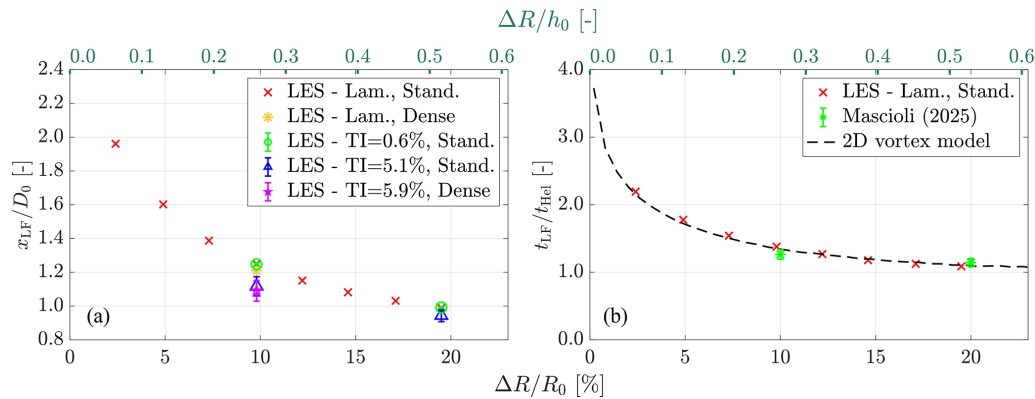 ΔR/h₀ [-]
0.0 0.1 0.2 0.3 0.4 0.5 0.6
2.4
2.2
2.0
1.8
1.6
1.4
1.2
1.0
0.8
x_LF/D₀ [-]
LES - Lam., Stand.
LES - Lam., Dense
LES - TI=0.6%, Stand.
LES - TI=5.1%, Stand.
LES - TI=5.9%, Dense
(a)
0 5 10 15 20
0.0 0.1 0.2 0.3 0.4 0.5 0.6
4.0
3.0
2.0
1.0
0.0
t_LF/t_Hel [-]
LES - Lam., Stand.
Mascioli (2025)
2D vortex model
(b)
0 5 10 15 20
ΔR/R₀ [%]